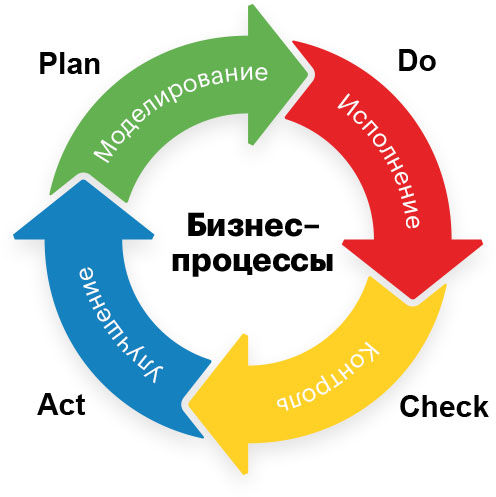 Plan
Do
Моделирование
Исполнение
Бизнес–
процессы
Улучшение
Контроль
Act
Check